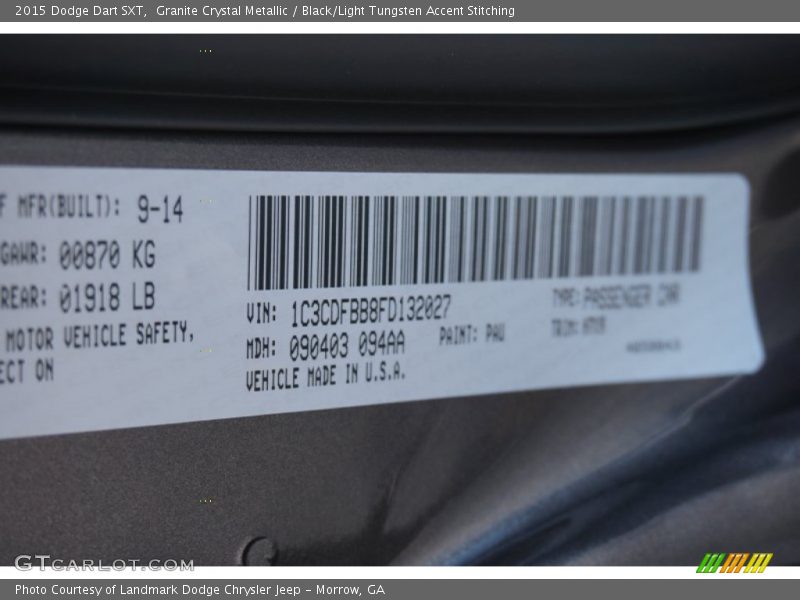 2015 Dodge Dart SXT, Granite Crystal Metallic / Black/Light Tungsten Accent Stitching
F MFR(BUILT): 9-14
GAWR: 00870 KG
REAR: 01918 LB
MOTOR VEHICLE SAFETY,
ECT ON
VIN: 1C3CDFBB8FD132027
MDH: 090403 094AA
PAINT: PAU
VEHICLE MADE IN U.S.A.
TYPE: PASSENGER CAR
TRIM:
GTCARLOT.COM
Photo Courtesy of Landmark Dodge Chrysler Jeep - Morrow, GA